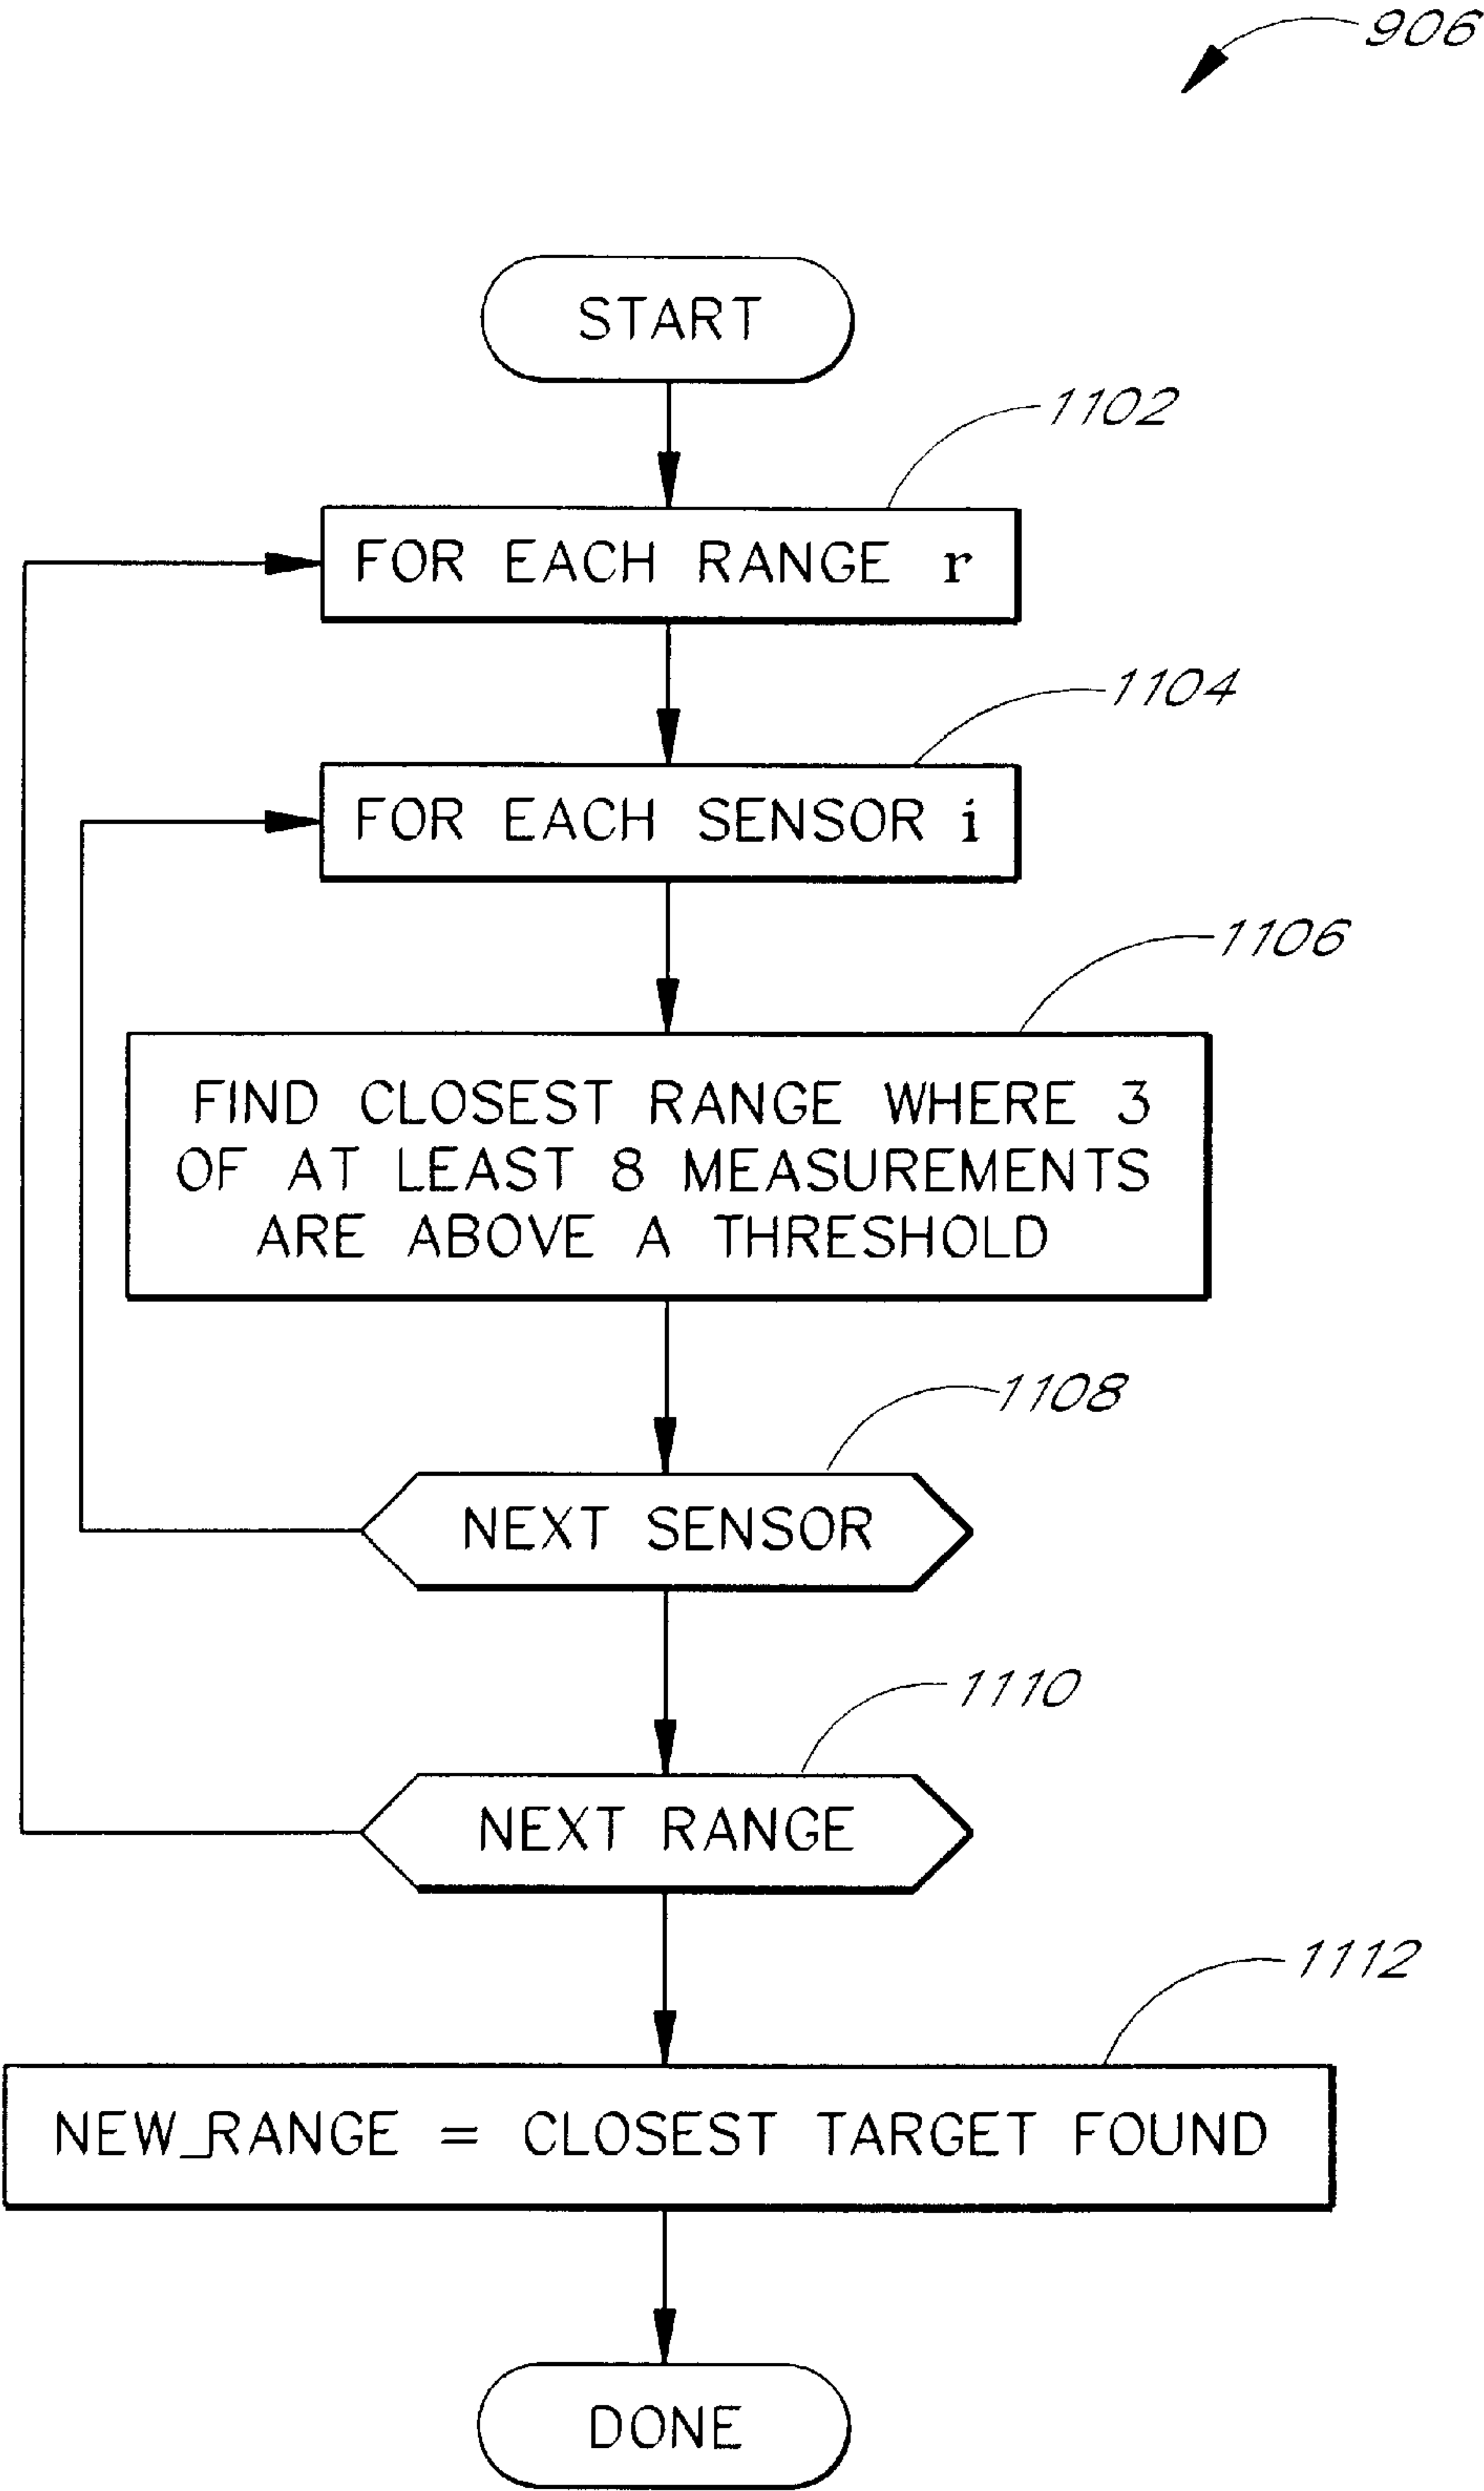 906
START
1102
FOR EACH RANGE r
1104
FOR EACH SENSOR i
1106
FIND CLOSEST RANGE WHERE 3
OF AT LEAST 8 MEASUREMENTS
ARE ABOVE A THRESHOLD
1108
NEXT SENSOR
1110
NEXT RANGE
1112
NEW_RANGE = CLOSEST TARGET FOUND
DONE